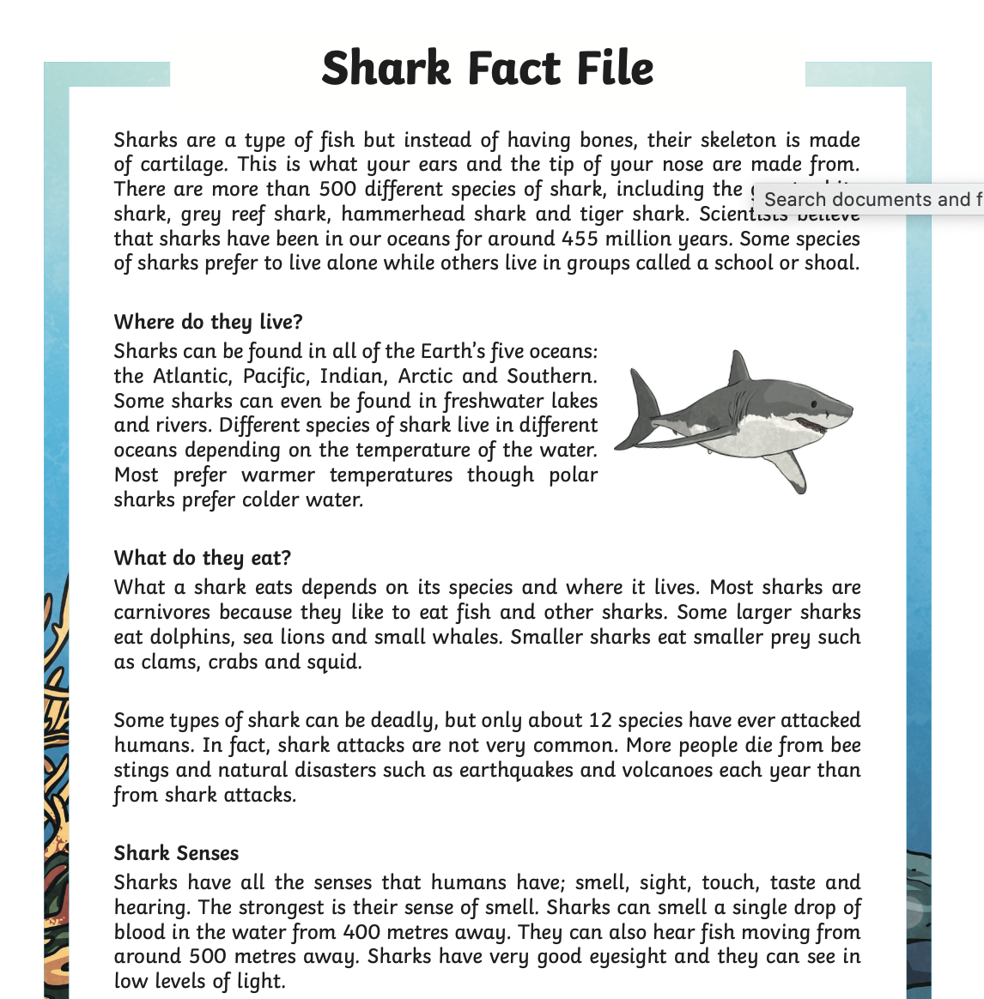 Shark Fact File
Sharks are a type of fish but instead of having bones, their skeleton is made
of cartilage. This is what your ears and the tip of your nose are made from.
There are more than 500 different species of shark, including the
Search documents and f
shark, grey reef shark, hammerhead shark and tiger shark. Scientists believe
that sharks have been in our oceans for around 455 million years. Some species
of sharks prefer to live alone while others live in groups called a school or shoal.
Where do they live?
Sharks can be found in all of the Earth's five oceans:
the Atlantic, Pacific, Indian, Arctic and Southern.
Some sharks can even be found in freshwater lakes
and rivers. Different species of shark live in different
oceans depending on the temperature of the water.
Most prefer warmer temperatures though polar
sharks prefer colder water.
What do they eat?
What a shark eats depends on its species and where it lives. Most sharks are
carnivores because they like to eat fish and other sharks. Some larger sharks
eat dolphins, sea lions and small whales. Smaller sharks eat smaller prey such
as clams, crabs and squid.
Some types of shark can be deadly, but only about 12 species have ever attacked
humans. In fact, shark attacks are not very common. More people die from bee
stings and natural disasters such as earthquakes and volcanoes each year than
from shark attacks.
Shark Senses
Sharks have all the senses that humans have; smell, sight, touch, taste and
hearing. The strongest is their sense of smell. Sharks can smell a single drop of
blood in the water from 400 metres away. They can also hear fish moving from
around 500 metres away. Sharks have very good eyesight and they can see in
low levels of light.